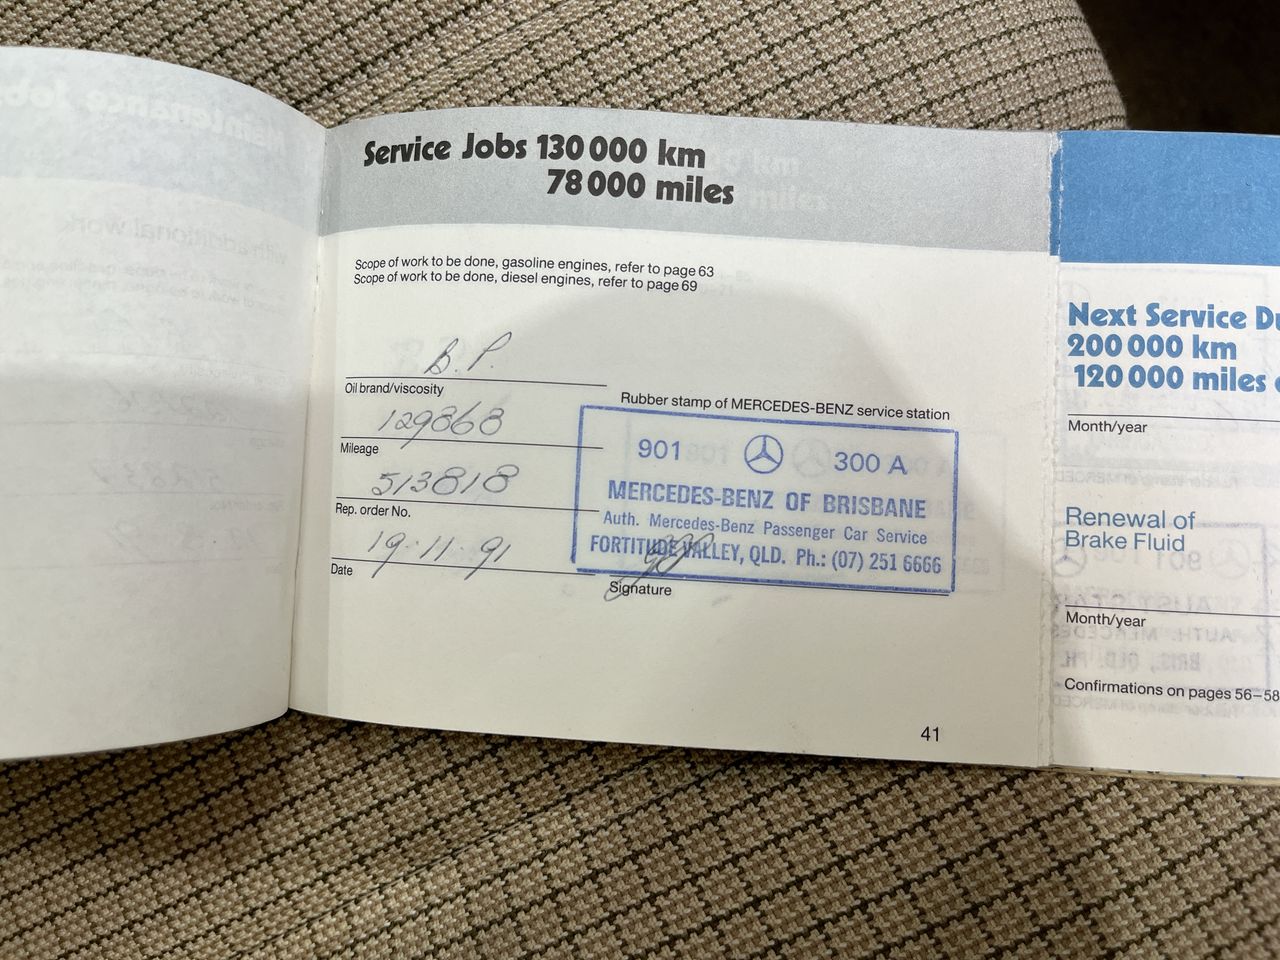 Service Jobs 130 000 km
78 000 miles
Scope of work to be done, gasoline engines, refer to page 63
Scope of work to be done, diesel engines, refer to page 69
B.P.
Oil brand/viscosity
129868
Mileage
513818
Rep. order No.
19·11·91
Date
Rubber stamp of MERCEDES-BENZ service station
901 300 A
MERCEDES-BENZ OF BRISBANE
Auth. Mercedes-Benz Passenger Car Service
FORTITUDE VALLEY, QLD. Ph.: (07) 251 6666
Signature
41
Next Service
200 000 km
120 000 miles
Month/year
Renewal of
Brake Fluid
Month/year
Confirmations on pages 56–58